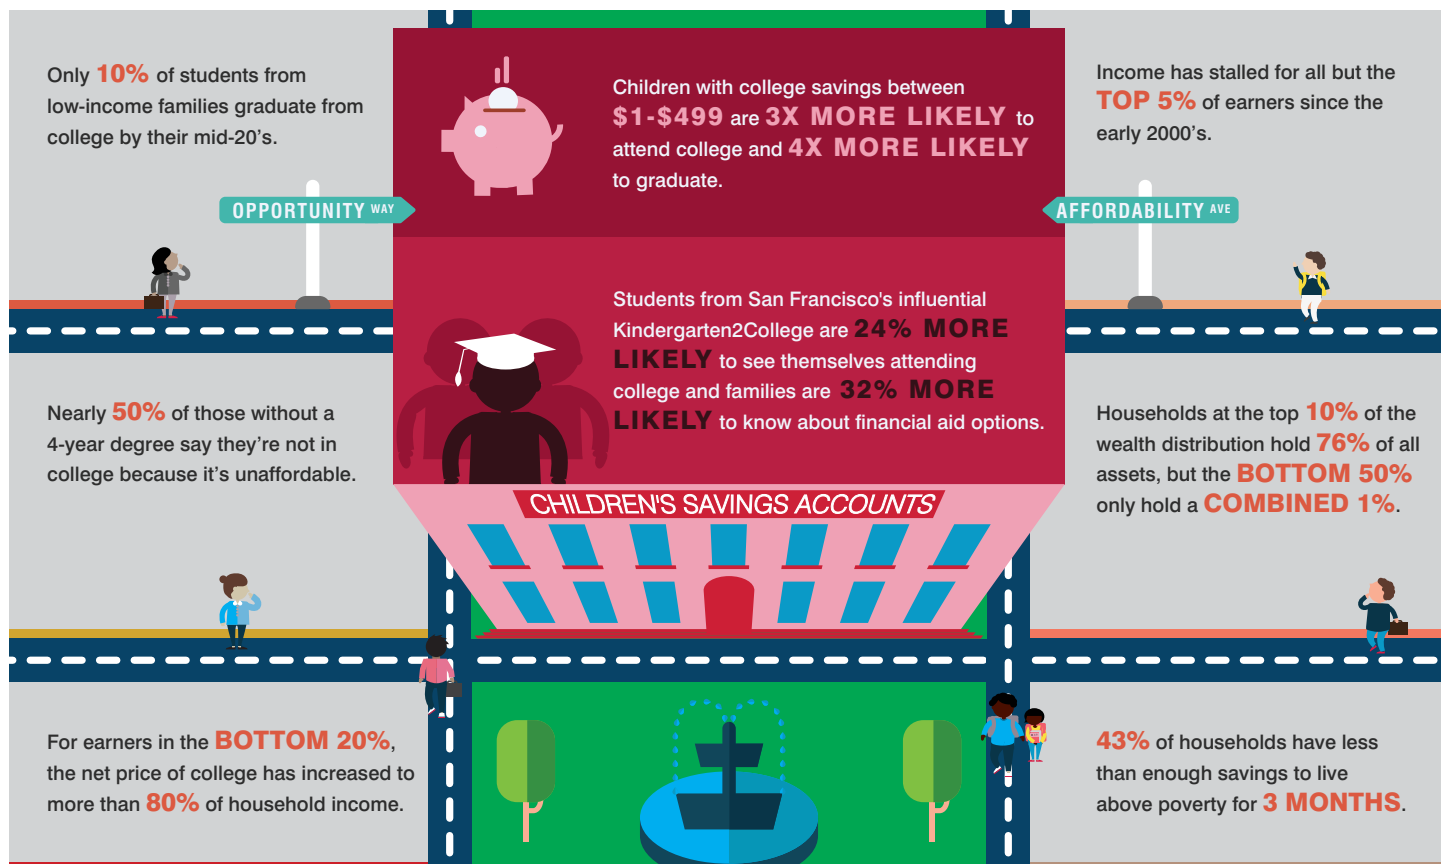 Only 10% of students from
low-income families graduate from
college by their mid-20's.
OPPORTUNITY WAY
Children with college savings between
$1-$499 are 3X MORE LIKELY to
attend college and 4X MORE LIKELY
to graduate.
Income has stalled for all but the
TOP 5% of earners since the
early 2000's.
AFFORDABILITY AVE
Students from San Francisco's influential
Kindergarten2College are 24% MORE
LIKELY to see themselves attending
college and families are 32% MORE
LIKELY to know about financial aid options.
Nearly 50% of those without a
4-year degree say they're not in
college because it's unaffordable.
CHILDREN'S SAVINGS ACCOUNTS
Households at the top 10% of the
wealth distribution hold 76% of all
assets, but the BOTTOM 50%
only hold a COMBINED 1%.
For earners in the BOTTOM 20%,
the net price of college has increased to
more than 80% of household income.
43% of households have less
than enough savings to live
above poverty for 3 MONTHS.